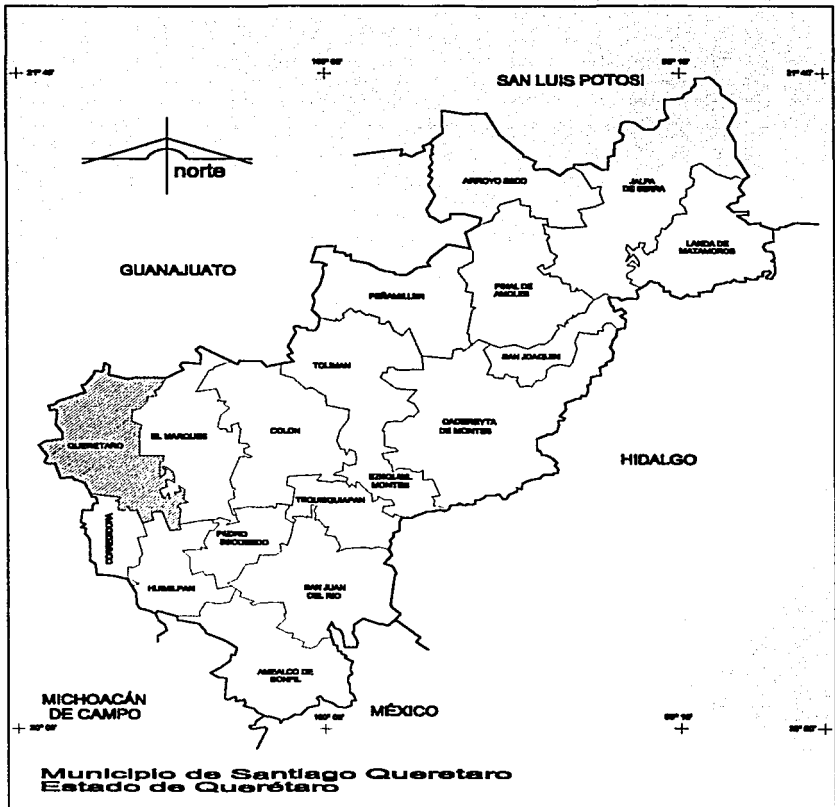 SAN LUIS POTOSI
norte
ARROYO SECO
JALPA
DE SERRA
LANDA DE
MATAMOROS
GUANAJUATO
PEÑAMILLER
PINAL DE
AMOLES
SAN JOAQUIN
TOLIMAN
CADEREYTA
DE MONTES
QUERETARO
EL MARQUES
COLON
HIDALGO
EZEQUIEL
MONTES
TEQUISQUIAPAN
CORREGIDORA
PEDRO
ESCOBEDO
HUIMILPAN
SAN JUAN
DEL RIO
AMEALCO DE
BONFIL
MICHOACÁN
DE CAMPO
MÉXICO
Municipio de Santiago Queretaro
Estado de Querétaro